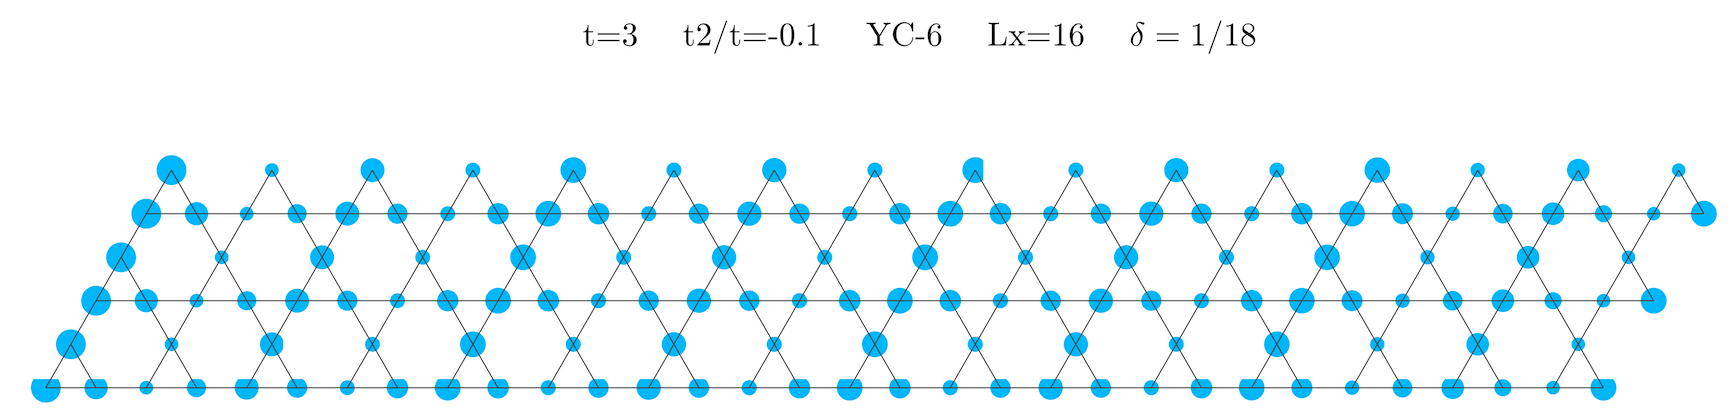 t=3 t2/t=-0.1 YC-6 Lx=16 δ = 1/18